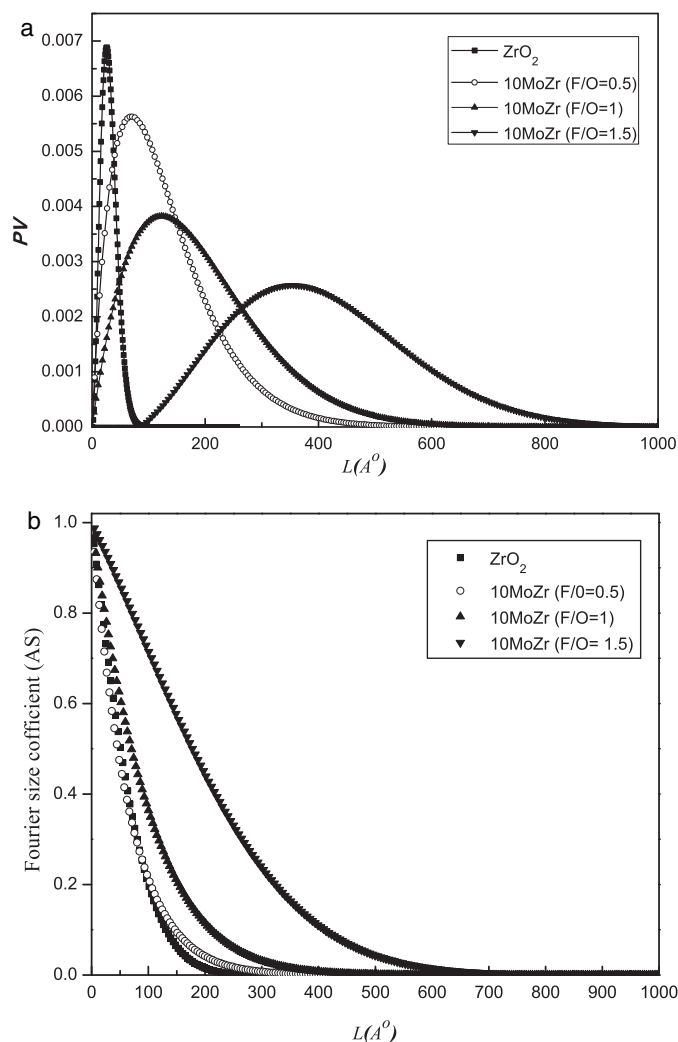 a
0.007
0.006
0.005
0.004
0.003
0.002
0.001
0.000
PV
ZrO2
10MoZr (F/O=0.5)
10MoZr (F/O=1)
10MoZr (F/O=1.5)
0 200 400 600 800 1000
L(A^o)
b
1.0
0.8
0.6
0.4
0.2
0.0
Fourier size cofficient (AS)
ZrO2
10MoZr (F/0=0.5)
10MoZr (F/O=1)
10MoZr (F/O= 1.5)
0 100 200 300 400 500 600 700 800 900 1000
L(A^o)